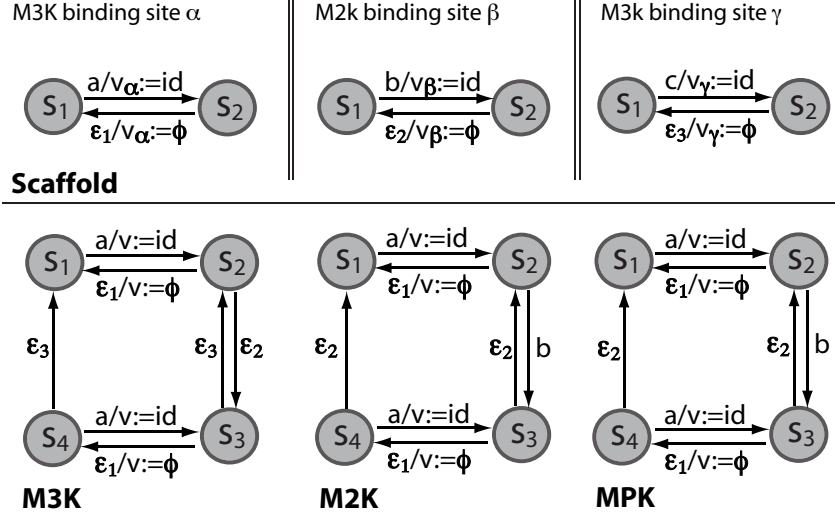 M3K binding site α
M2k binding site β
M3k binding site γ
a/vα:=id
S1
S2
ε1/vα:=ϕ
b/vβ:=id
S1
S2
ε2/vβ:=ϕ
c/vγ:=id
S1
S2
ε3/vγ:=ϕ
Scaffold
a/v:=id
S1
S2
ε1/v:=ϕ
ε3
ε3
ε2
a/v:=id
S4
S3
ε1/v:=ϕ
M3K
a/v:=id
S1
S2
ε1/v:=ϕ
ε2
ε2
b
a/v:=id
S4
S3
ε1/v:=ϕ
M2K
a/v:=id
S1
S2
ε1/v:=ϕ
ε2
ε2
b
a/v:=id
S4
S3
ε1/v:=ϕ
MPK